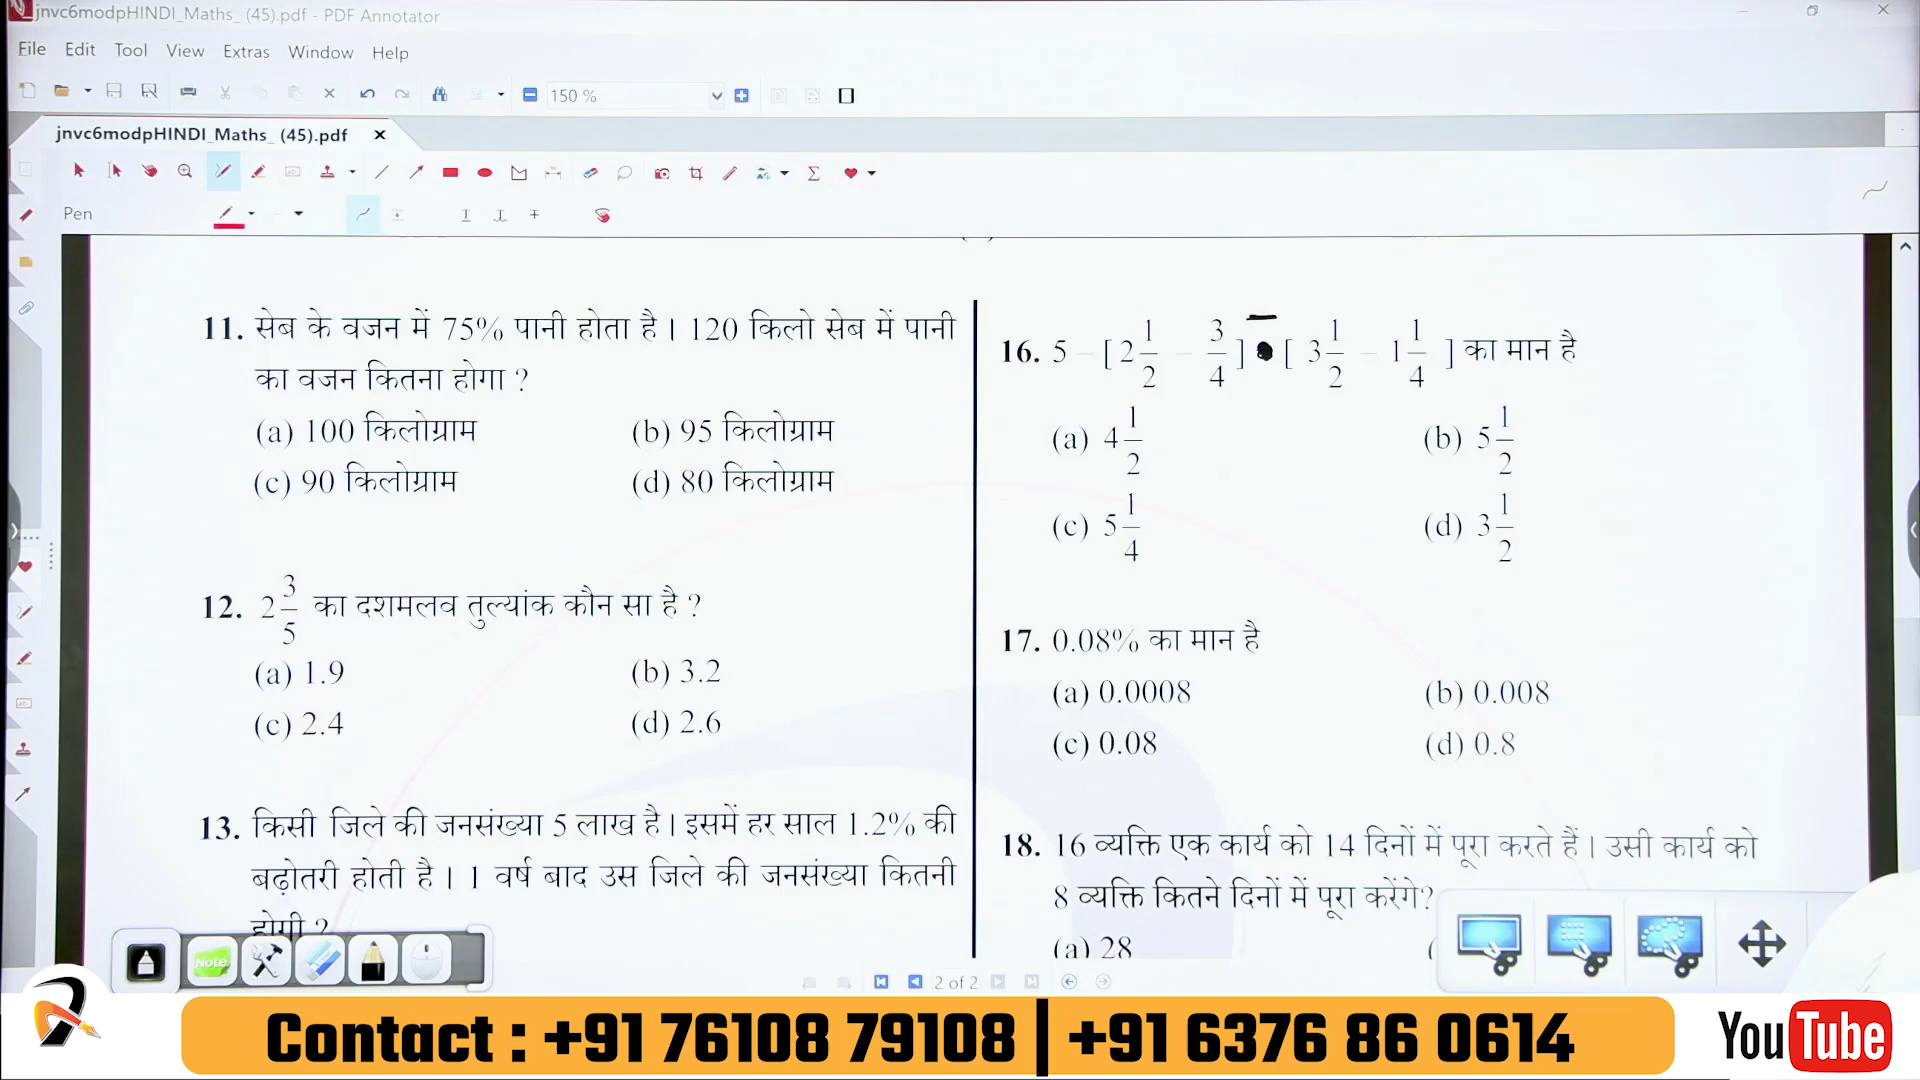 jnvc6modpHINDI_Maths_ (45).pdf - PDF Annotator
File Edit Tool View Extras Window Help
150 %
jnvc6modpHINDI_Maths_ (45).pdf
Pen
11. सेब के वजन में 75% पानी होता है। 120 किलो सेब में पानी
का वजन कितना होगा ?
(a) 100 किलोग्राम (b) 95 किलोग्राम
(c) 90 किलोग्राम (d) 80 किलोग्राम
12. 2 3/5 का दशमलव तुल्यांक कौन सा है ?
(a) 1.9 (b) 3.2
(c) 2.4 (d) 2.6
13. किसी जिले की जनसंख्या 5 लाख है। इसमें हर साल 1.2% की
बढ़ोतरी होती है। 1 वर्ष बाद उस जिले की जनसंख्या कितनी
होगी ?
16. 5 - [2 1/2 - 3/4] [ 3 1/2 - 1 1/4 ] का मान है
(a) 4 1/2 (b) 5 1/2
(c) 5 1/4 (d) 3 1/2
17. 0.08% का मान है
(a) 0.0008 (b) 0.008
(c) 0.08 (d) 0.8
18. 16 व्यक्ति एक कार्य को 14 दिनों में पूरा करते हैं। उसी कार्य को
8 व्यक्ति कितने दिनों में पूरा करेंगे?
(a) 28
Note
2 of 2
Contact : +91 76108 79108 | +91 6376 86 0614
YouTube